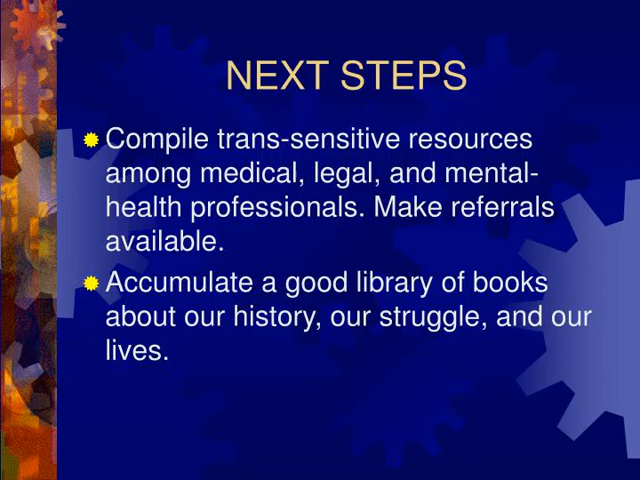 NEXT STEPS
Compile trans-sensitive resources
among medical, legal, and mental-
health professionals. Make referrals
available.
Accumulate a good library of books
about our history, our struggle, and our
lives.